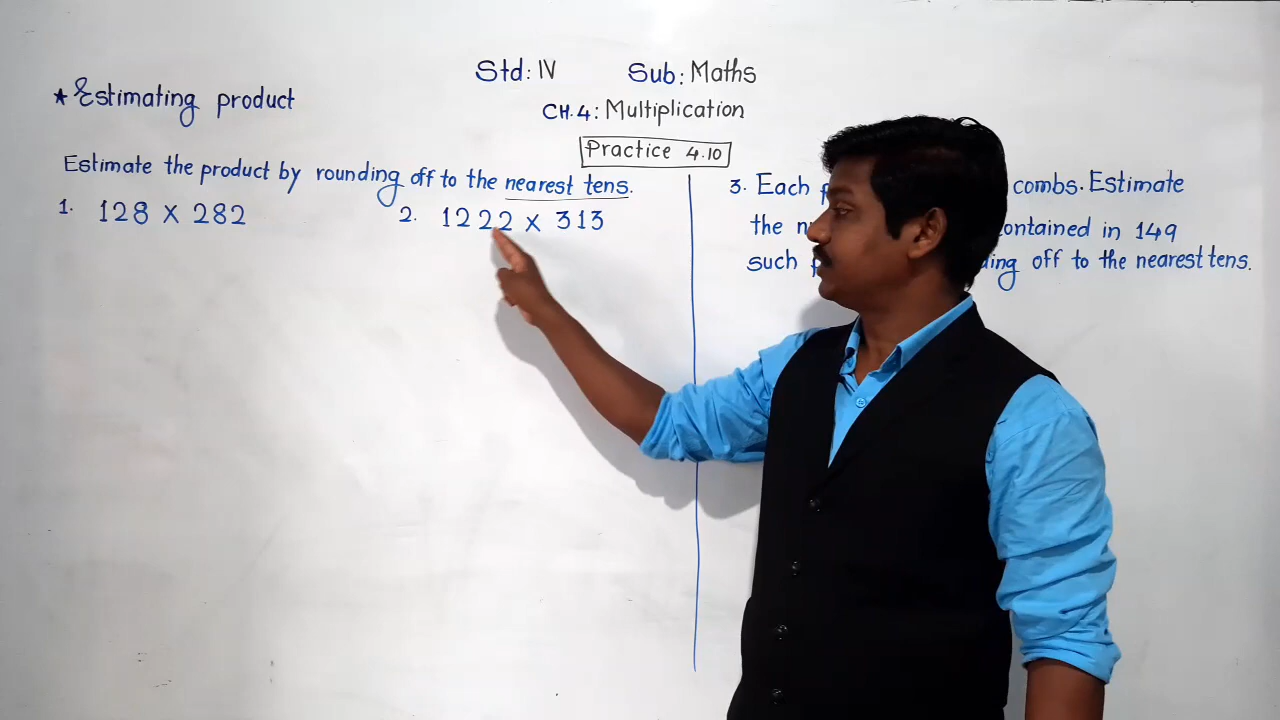 Std: IV Sub: Maths
★ Estimating product
CH.4: Multiplication
Practice 4.10
Estimate the product by rounding off to the nearest tens.
1. 128 X 282
2. 1222 X 313
3. Each combs. Estimate
the contained in 149
such off to the nearest tens.